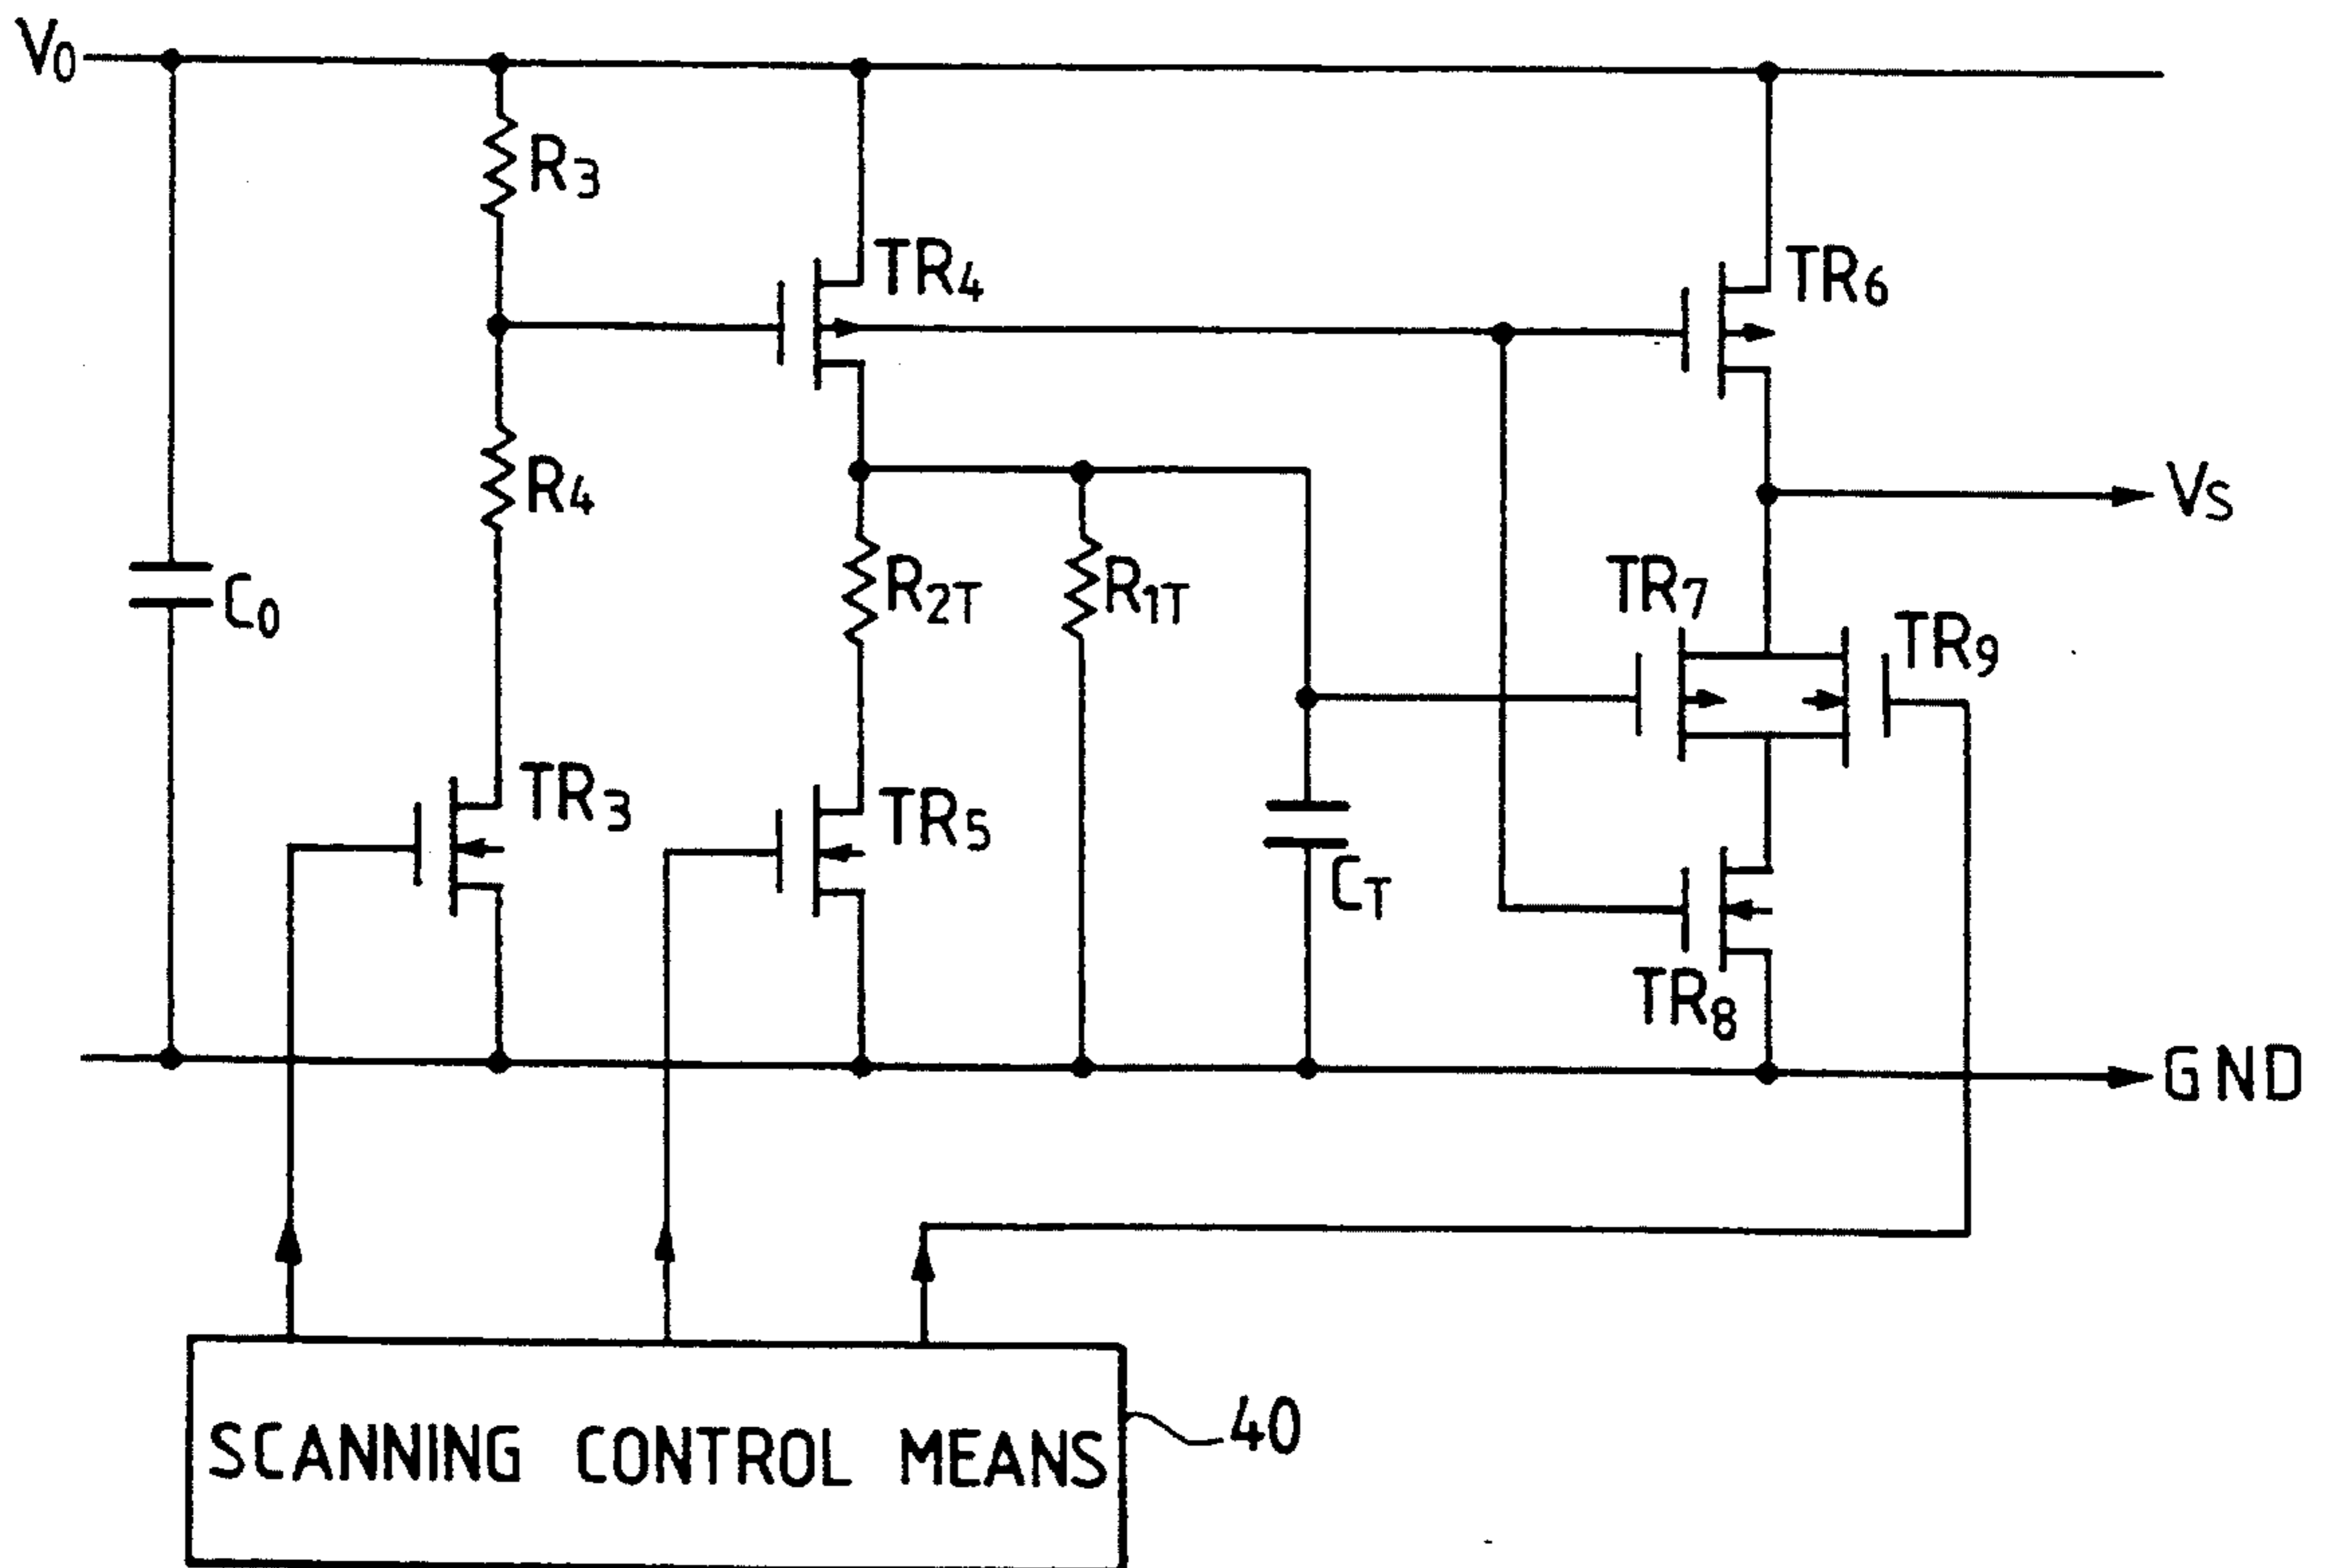 V0
R3
TR4
TR6
R4
VS
C0
R2T
R1T
TR7
TR9
TR3
TR5
CT
TR8
GND
SCANNING CONTROL MEANS
40